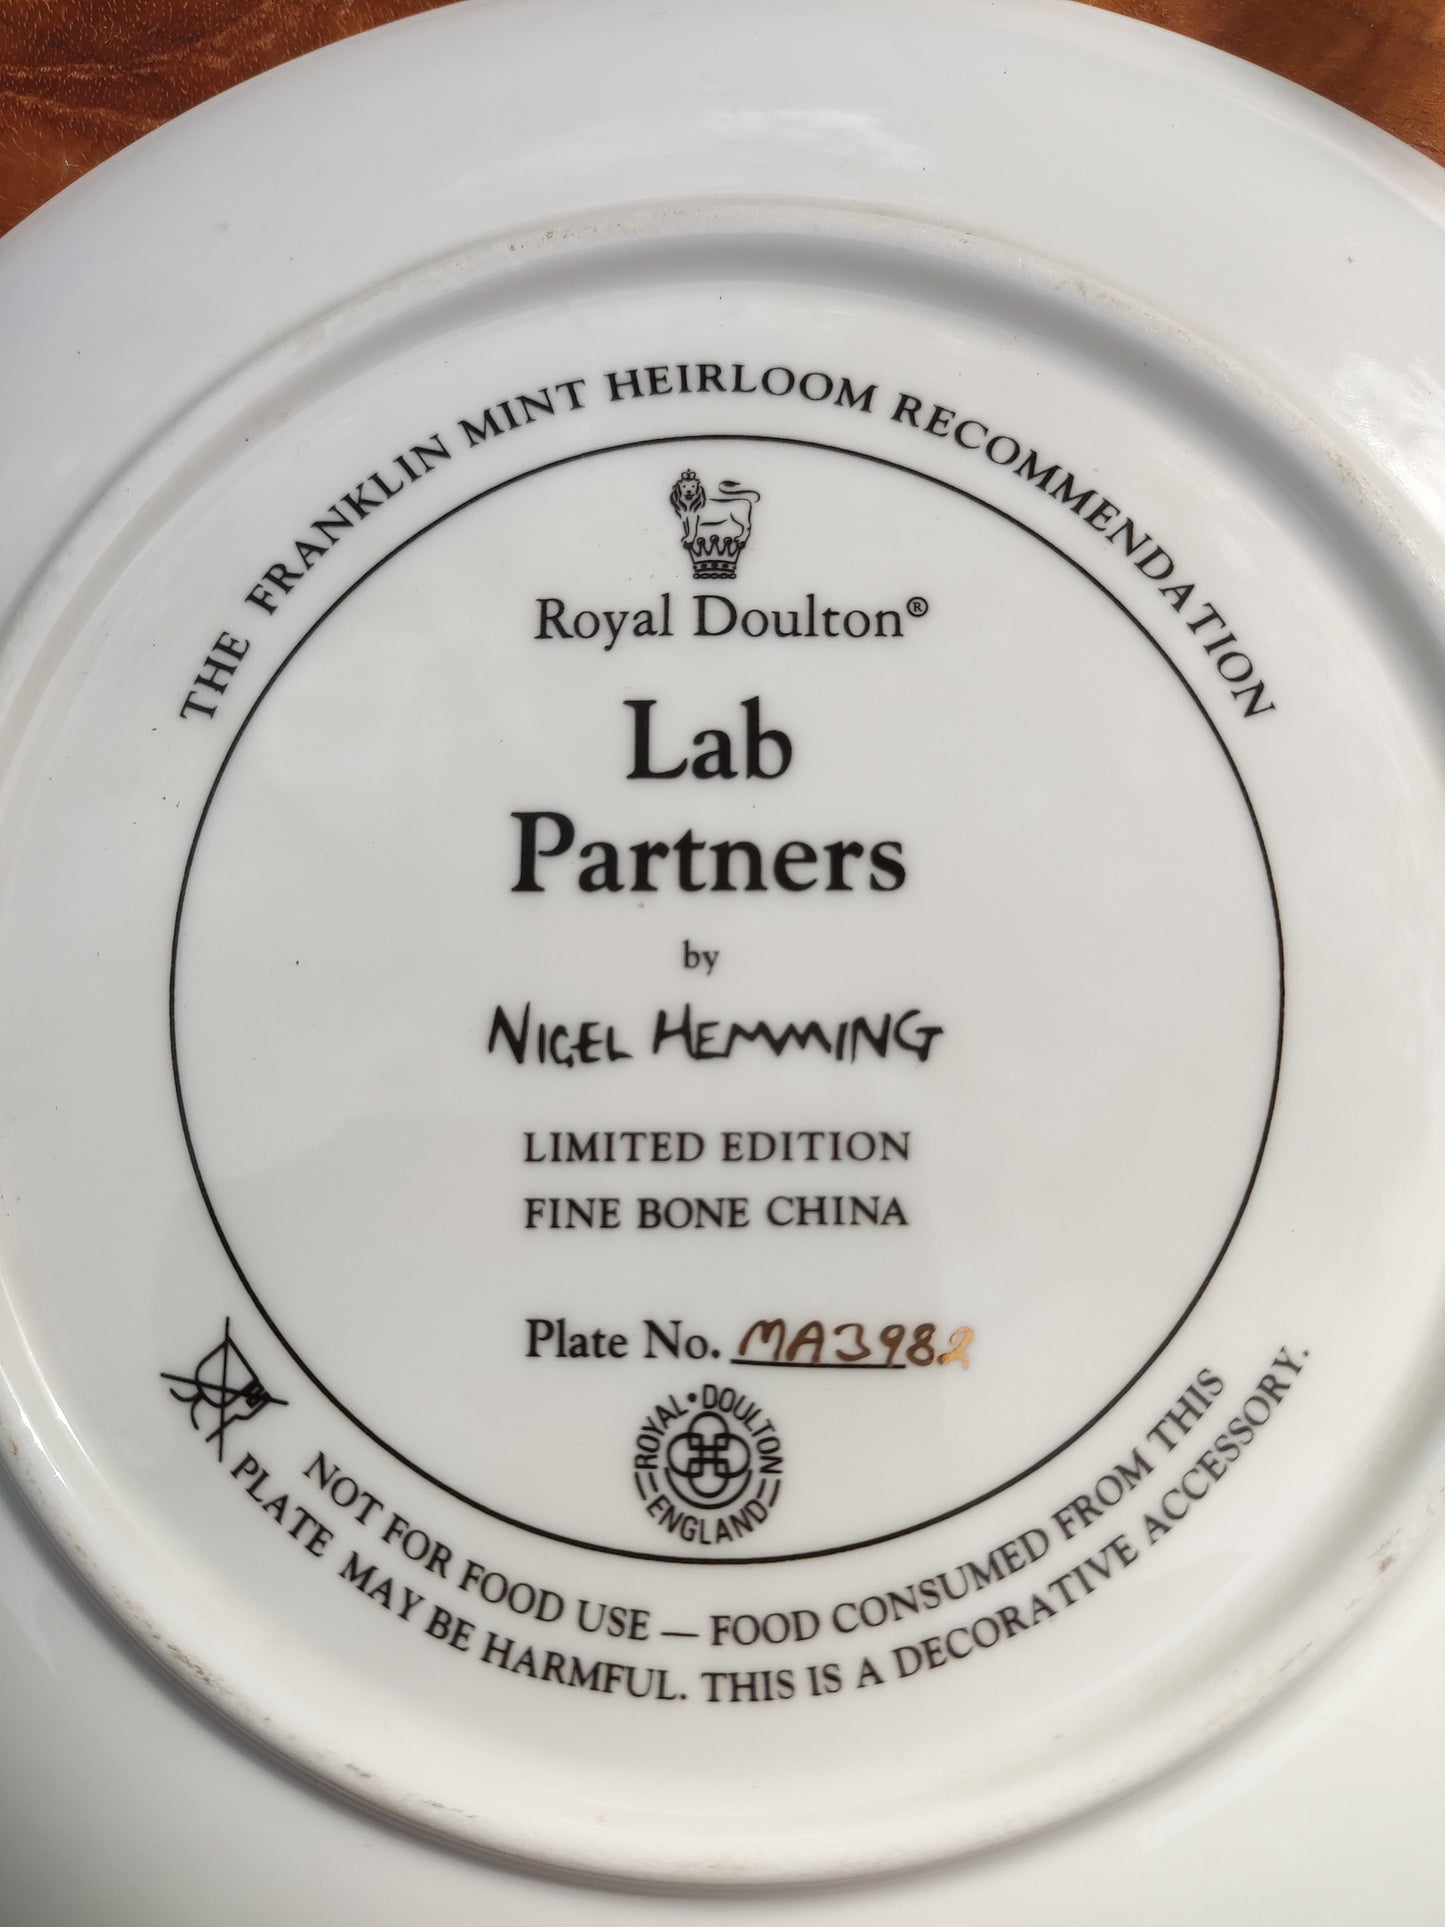 THE FRANKLIN MINT HEIRLOOM RECOMMENDATION
Royal Doulton®
Lab
Partners
by
NIGEL HEMMING
LIMITED EDITION
FINE BONE CHINA
Plate No. MA3982
ROYAL • DOULTON
ENGLAND
NOT FOR FOOD USE — FOOD CONSUMED FROM THIS
PLATE MAY BE HARMFUL. THIS IS A DECORATIVE ACCESSORY.